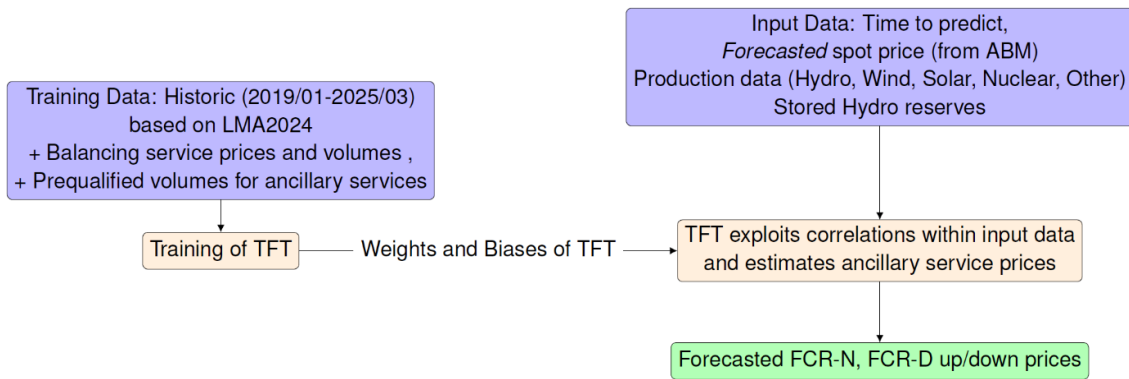 Input Data: Time to predict,
Forecasted spot price (from ABM)
Production data (Hydro, Wind, Solar, Nuclear, Other)
Stored Hydro reserves
Training Data: Historic (2019/01-2025/03)
based on LMA2024
+ Balancing service prices and volumes ,
+ Prequalified volumes for ancillary services
Training of TFT
Weights and Biases of TFT
TFT exploits correlations within input data
and estimates ancillary service prices
Forecasted FCR-N, FCR-D up/down prices